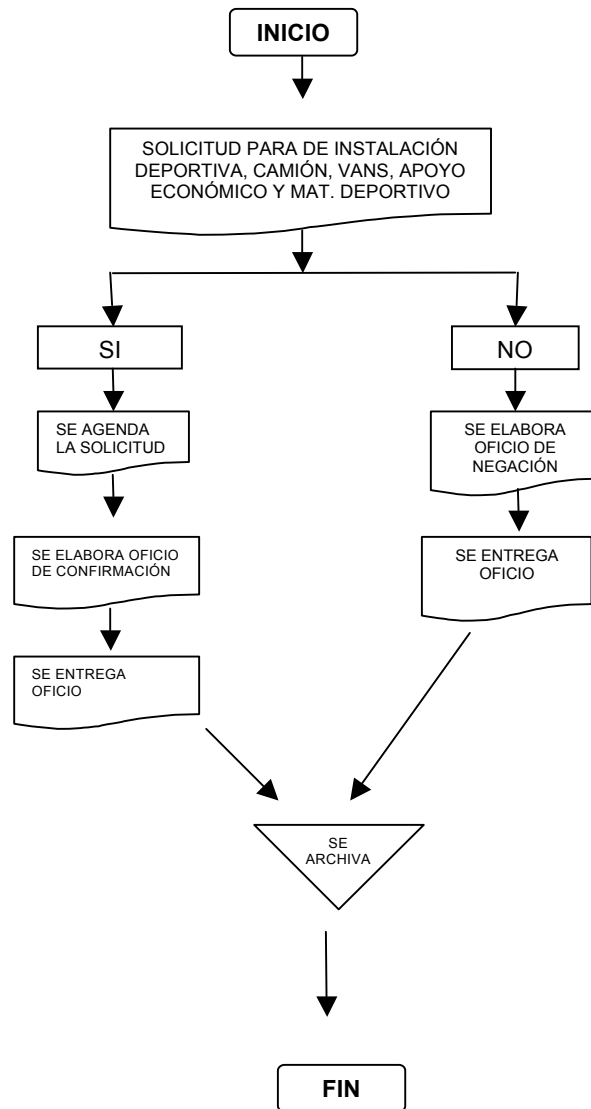 INICIO
SOLICITUD PARA DE INSTALACIÓN
DEPORTIVA, CAMIÓN, VANS, APOYO
ECONÓMICO Y MAT. DEPORTIVO
SI
NO
SE AGENDA
LA SOLICITUD
SE ELABORA
OFICIO DE
NEGACIÓN
SE ELABORA OFICIO
DE CONFIRMACIÓN
SE ENTREGA
OFICIO
SE ENTREGA
OFICIO
SE
ARCHIVA
FIN